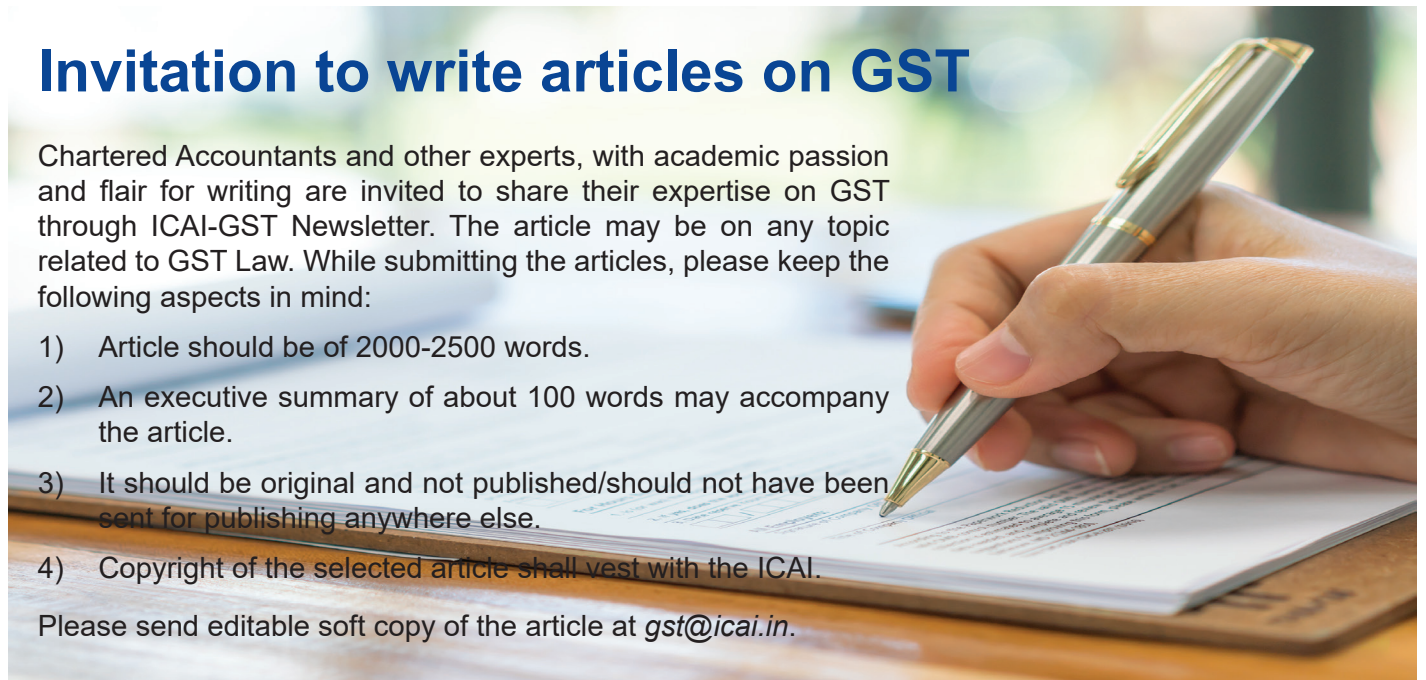 Invitation to write articles on GST
Chartered Accountants and other experts, with academic passion
and flair for writing are invited to share their expertise on GST
through ICAI-GST Newsletter. The article may be on any topic
related to GST Law. While submitting the articles, please keep the
following aspects in mind:
1) Article should be of 2000-2500 words.
2) An executive summary of about 100 words may accompany
the article.
3) It should be original and not published/should not have been
sent for publishing anywhere else.
4) Copyright of the selected article shall vest with the ICAI.
Please send editable soft copy of the article at gst@icai.in.